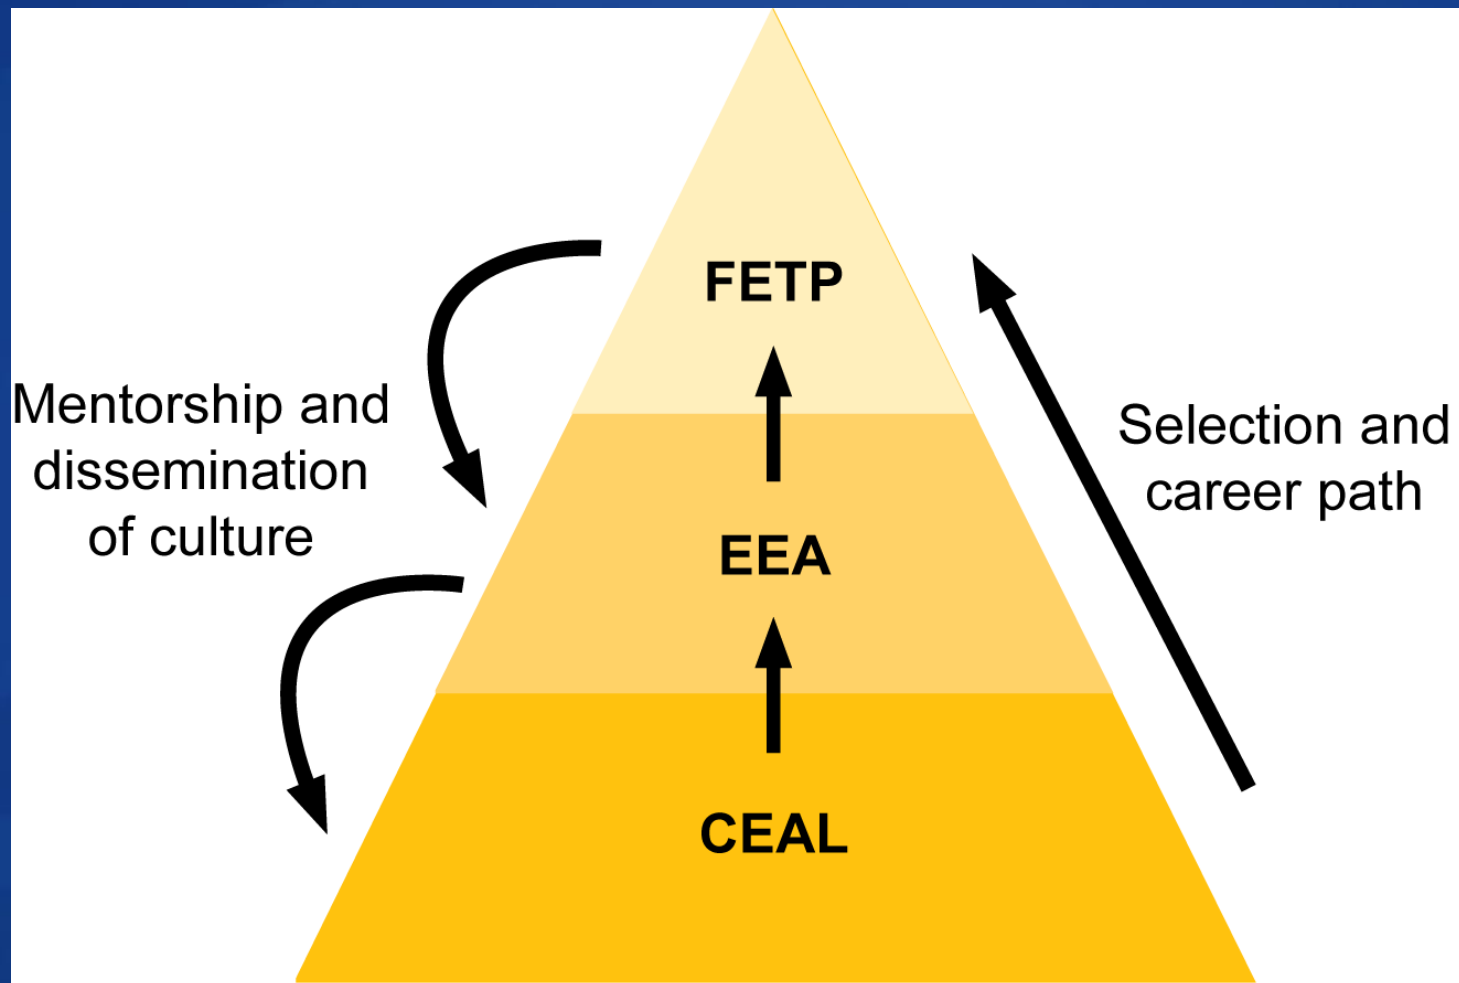 FETP
Mentorship and
dissemination
of culture
Selection and
career path
EEA
CEAL